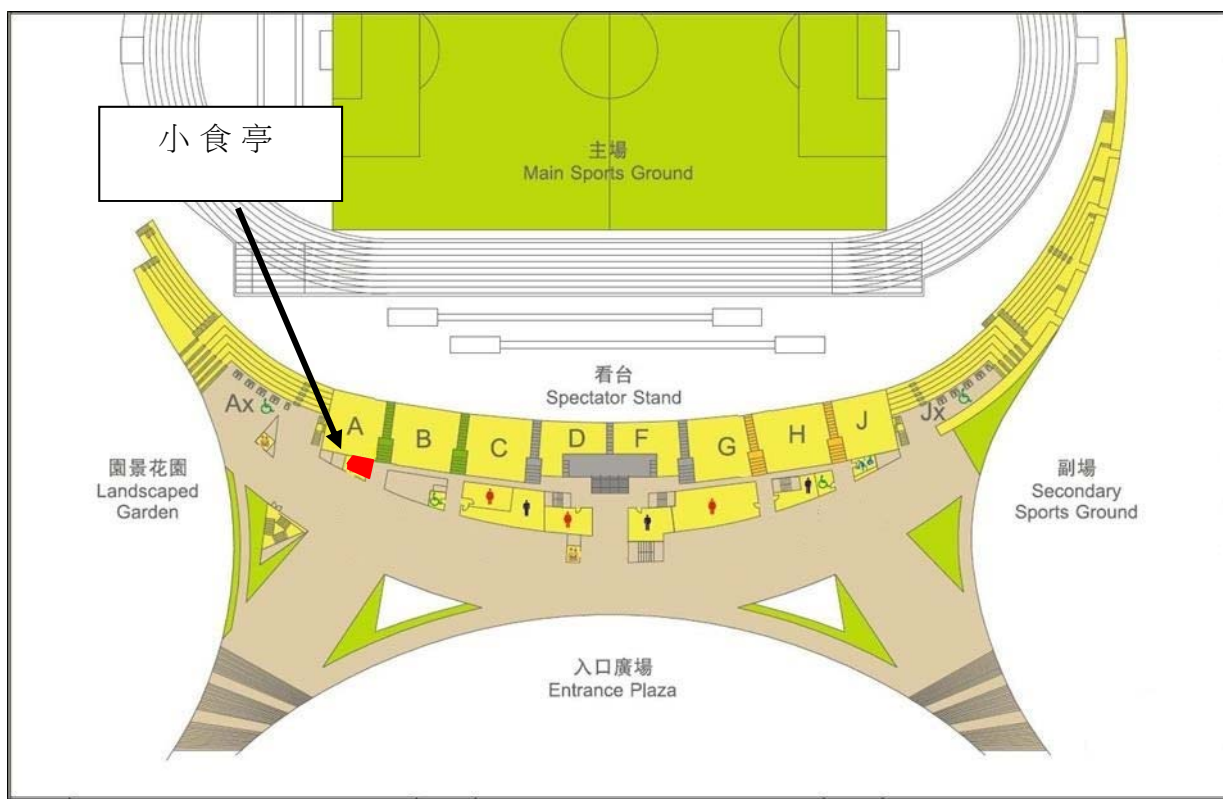 小食亭
主場
Main Sports Ground
看台
Spectator Stand
Ax
A
B
C
D
F
G
H
J
Jx
園景花園
Landscaped
Garden
副場
Secondary
Sports Ground
入口廣場
Entrance Plaza